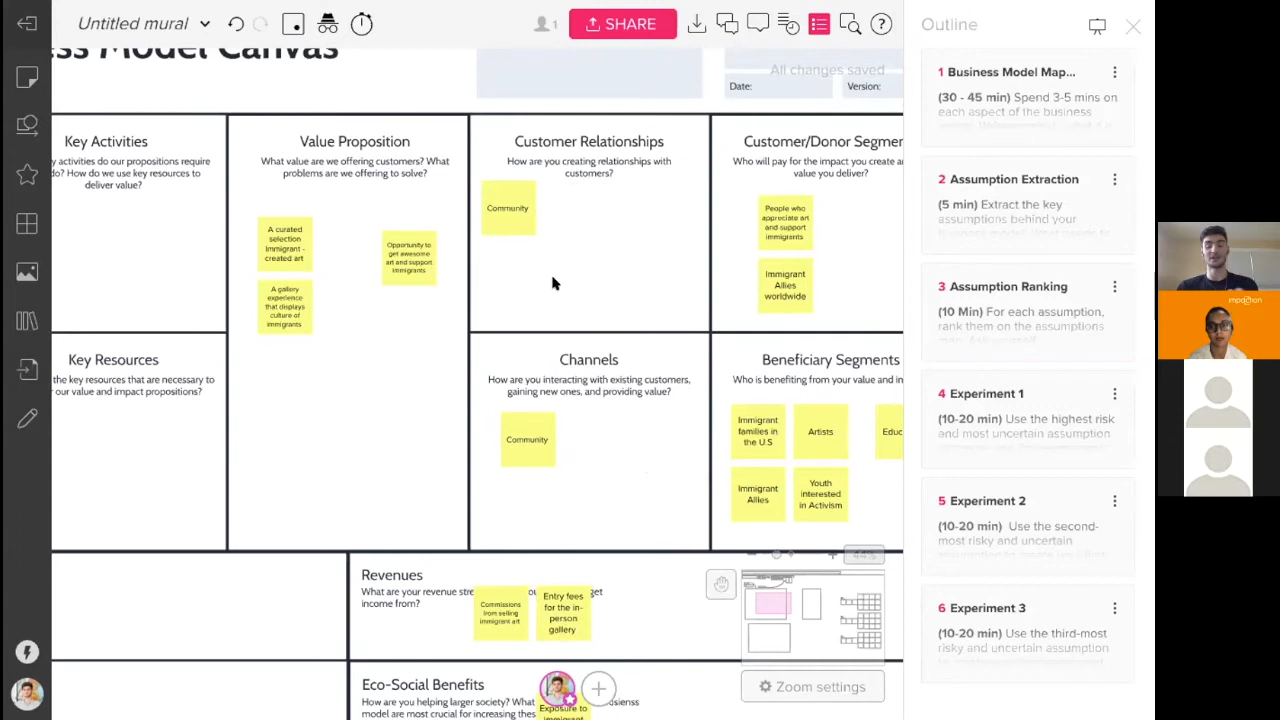 Untitled mural
1
SHARE
?
ss Model Canvas
All changes saved
Date:
Version:
Key Activities
y activities do our propositions require
do? How do we use key resources to
deliver value?
Value Proposition
What value are we offering customers? What
problems are we offering to solve?
A curated
selection
Immigrant -
created art
Opportunity to
get awesome
art and support
immigrants
A gallery
experience
that displays
culture of
immigrants
Customer Relationships
How are you creating relationships with
customers?
Community
Customer/Donor Segmen
Who will pay for the impact you create an
value you deliver?
People who
appreciate art
and support
immigrants
Immigrant
Allies
worldwide
Key Resources
the key resources that are necessary to
our value and impact propositions?
Channels
How are you interacting with existing customers,
gaining new ones, and providing value?
Community
Beneficiary Segments
Who is benefiting from your value and in
Immigrant
families in
the U.S
Artists
Educ
Immigrant
Allies
Youth
interested
in Activism
Revenues
What are your revenue stre
ou
get
income from?
Commissions
from selling
immigrant art
Entry fees
for the in-
person
gallery
Eco-Social Benefits
How are you helping larger society? What
usienss
model are most crucial for increasing thes
Exposure to
immigrant
44%
Zoom settings
Outline
1 Business Model Map...
(30 - 45 min) Spend 3-5 mins on
each aspect of the business
2 Assumption Extraction
(5 min) Extract the key
assumptions behind your
3 Assumption Ranking
(10 Min) For each assumption,
rank them on the assumptions
4 Experiment 1
(10-20 min) Use the highest risk
and most uncertain assumption
5 Experiment 2
(10-20 min) Use the second-
most risky and uncertain
6 Experiment 3
(10-20 min) Use the third-most
risky and uncertain assumption